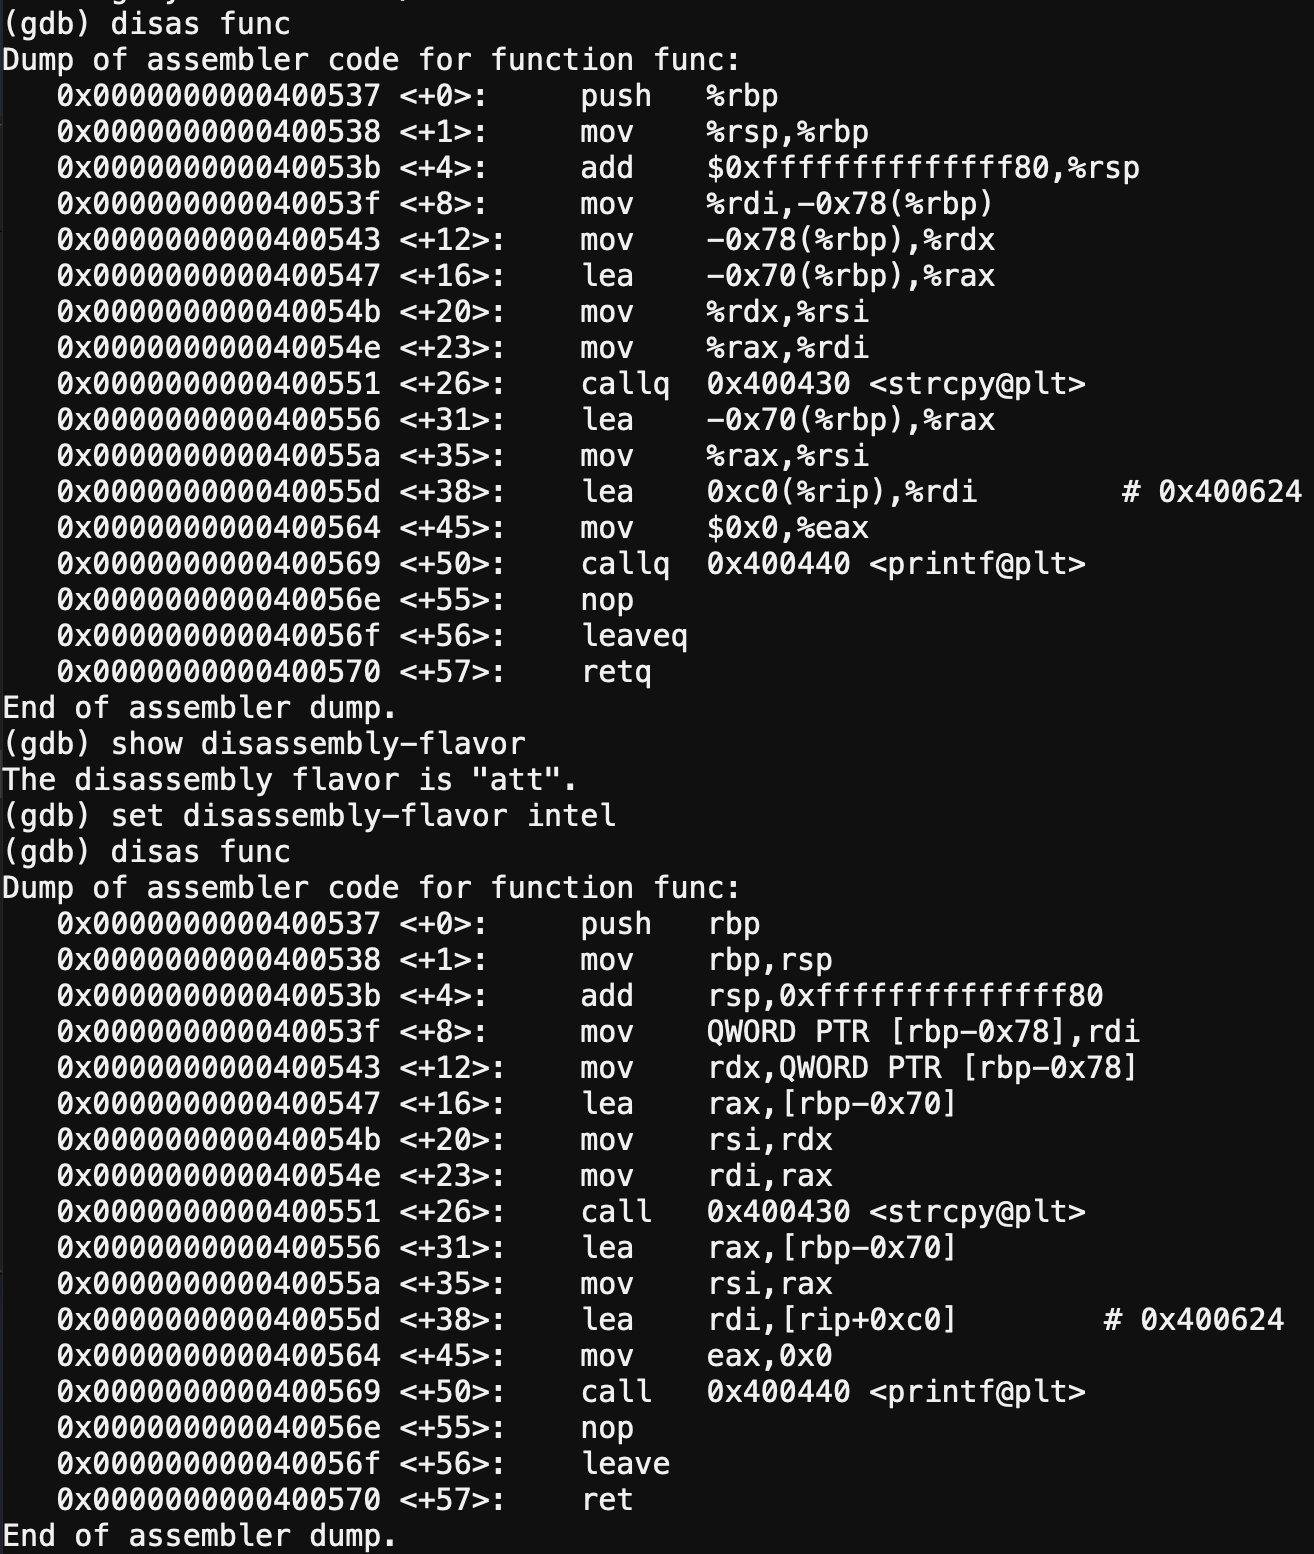 (gdb) disas func
Dump of assembler code for function func:
   0x0000000000400537 <+0>:     push   %rbp
   0x0000000000400538 <+1>:     mov    %rsp,%rbp
   0x000000000040053b <+4>:     add    $0xffffffffffffff80,%rsp
   0x000000000040053f <+8>:     mov    %rdi,-0x78(%rbp)
   0x0000000000400543 <+12>:    mov    -0x78(%rbp),%rdx
   0x0000000000400547 <+16>:    lea    -0x70(%rbp),%rax
   0x000000000040054b <+20>:    mov    %rdx,%rsi
   0x000000000040054e <+23>:    mov    %rax,%rdi
   0x0000000000400551 <+26>:    callq  0x400430 <strcpy@plt>
   0x0000000000400556 <+31>:    lea    -0x70(%rbp),%rax
   0x000000000040055a <+35>:    mov    %rax,%rsi
   0x000000000040055d <+38>:    lea    0xc0(%rip),%rdi        # 0x400624
   0x0000000000400564 <+45>:    mov    $0x0,%eax
   0x0000000000400569 <+50>:    callq  0x400440 <printf@plt>
   0x000000000040056e <+55>:    nop
   0x000000000040056f <+56>:    leaveq
   0x0000000000400570 <+57>:    retq
End of assembler dump.
(gdb) show disassembly-flavor
The disassembly flavor is "att".
(gdb) set disassembly-flavor intel
(gdb) disas func
Dump of assembler code for function func:
   0x0000000000400537 <+0>:     push   rbp
   0x0000000000400538 <+1>:     mov    rbp,rsp
   0x000000000040053b <+4>:     add    rsp,0xffffffffffffff80
   0x000000000040053f <+8>:     mov    QWORD PTR [rbp-0x78],rdi
   0x0000000000400543 <+12>:    mov    rdx,QWORD PTR [rbp-0x78]
   0x0000000000400547 <+16>:    lea    rax,[rbp-0x70]
   0x000000000040054b <+20>:    mov    rsi,rdx
   0x000000000040054e <+23>:    mov    rdi,rax
   0x0000000000400551 <+26>:    call   0x400430 <strcpy@plt>
   0x0000000000400556 <+31>:    lea    rax,[rbp-0x70]
   0x000000000040055a <+35>:    mov    rsi,rax
   0x000000000040055d <+38>:    lea    rdi,[rip+0xc0]        # 0x400624
   0x0000000000400564 <+45>:    mov    eax,0x0
   0x0000000000400569 <+50>:    call   0x400440 <printf@plt>
   0x000000000040056e <+55>:    nop
   0x000000000040056f <+56>:    leave
   0x0000000000400570 <+57>:    ret
End of assembler dump.